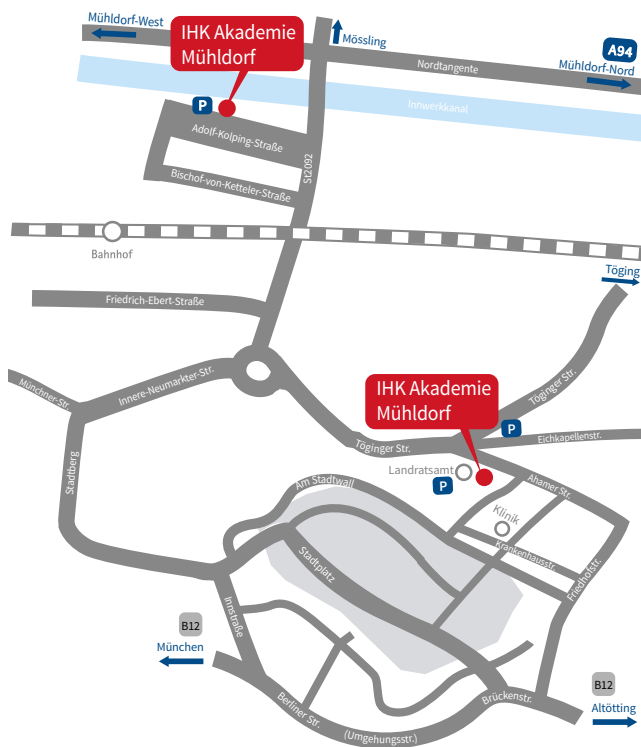 Mühldorf-West
IHK Akademie
Mühldorf
Mössling
A94
Nordtangente
Mühldorf-Nord
P
Innwerkkanal
Adolf-Kolping-Straße
St2092
Bischof-von-Ketteler-Straße
Bahnhof
Töging
Friedrich-Ebert-Straße
Münchner-Str.
Innere-Neumarkter-Str.
IHK Akademie
Mühldorf
Töginger Str.
P
Töginger Str.
Eichkapellenstr.
Landratsamt
P
Ahamer Str.
Stadtberg
Am Stadtwall
Klinik
Krankenhausstr.
Friedhofstr.
Stadtplatz
Innstraße
B12
München
B12
Altötting
Brückenstr.
Berliner Str.
(Umgehungsstr.)